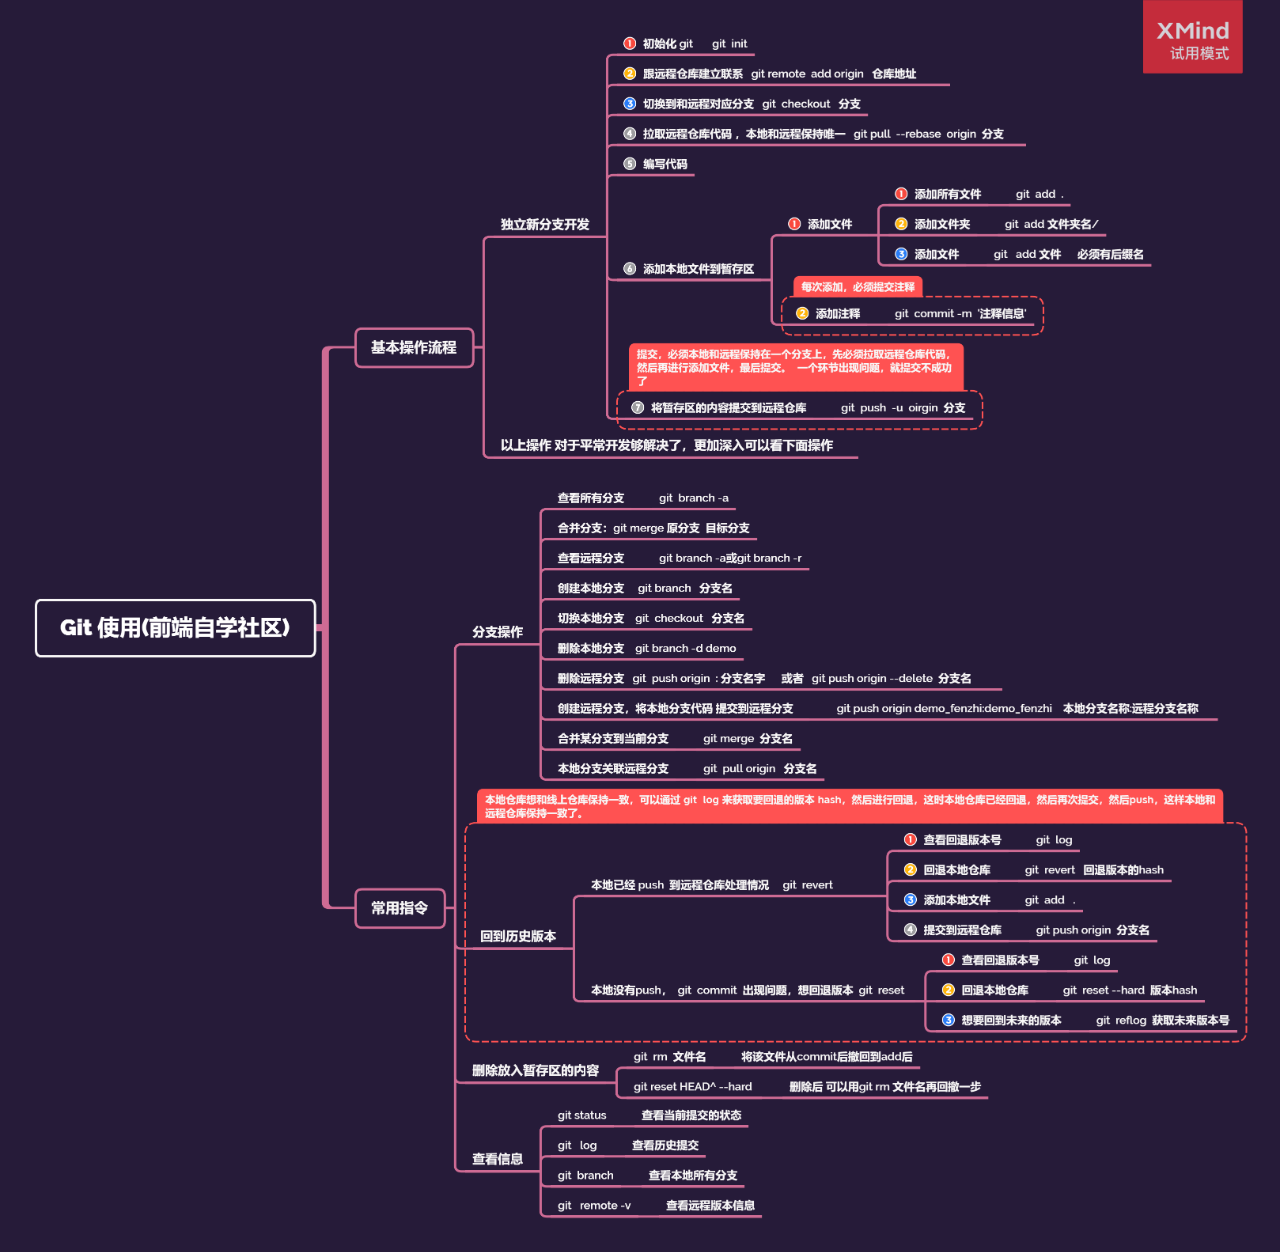 XMind
试用模式
Git 使用(前端自学社区)
基本操作流程
独立新分支开发
1 初始化 git git init
2 跟远程仓库建立联系 git remote add origin 仓库地址
3 切换到和远程对应分支 git checkout 分支
4 拉取远程仓库代码，本地和远程保持唯一 git pull --rebase origin 分支
5 编写代码
6 添加本地文件到暂存区
1 添加文件
1 添加所有文件 git add .
2 添加文件夹 git add 文件夹名/
3 添加文件 git add 文件 必须有后缀名
每次添加，必须提交注释
2 添加注释 git commit -m '注释信息'
提交，必须本地和远程保持在一个分支上，先必须拉取远程仓库代码，
然后再进行添加文件，最后提交。 一个环节出现问题，就提交不成功
了
7 将暂存区的内容提交到远程仓库 git push -u oirgin 分支
以上操作 对于平常开发够解决了，更加深入可以看下面操作
常用指令
分支操作
查看所有分支 git branch -a
合并分支：git merge 原分支 目标分支
查看远程分支 git branch -a或git branch -r
创建本地分支 git branch 分支名
切换本地分支 git checkout 分支名
删除本地分支 git branch -d demo
删除远程分支 git push origin : 分支名字 或者 git push origin --delete 分支名
创建远程分支，将本地分支代码 提交到远程分支 git push origin demo_fenzhi:demo_fenzhi 本地分支名称:远程分支名称
合并某分支到当前分支 git merge 分支名
本地分支关联远程分支 git pull origin 分支名
本地仓库想和线上仓库保持一致，可以通过 git log 来获取要回退的版本 hash，然后进行回退，这时本地仓库已经回退，然后再次提交，然后push，这样本地和
远程仓库保持一致了。
回到历史版本
本地已经 push 到远程仓库处理情况 git revert
1 查看回退版本号 git log
2 回退本地仓库 git revert 回退版本的hash
3 添加本地文件 git add .
4 提交到远程仓库 git push origin 分支名
本地没有push， git commit 出现问题，想回退版本 git reset
1 查看回退版本号 git log
2 回退本地仓库 git reset --hard 版本hash
3 想要回到未来的版本 git reflog 获取未来版本号
删除放入暂存区的内容
git rm 文件名 将该文件从commit后撤回到add后
git reset HEAD^ --hard 删除后 可以用git rm 文件名再回撤一步
查看信息
git status 查看当前提交的状态
git log 查看历史提交
git branch 查看本地所有分支
git remote -v 查看远程版本信息